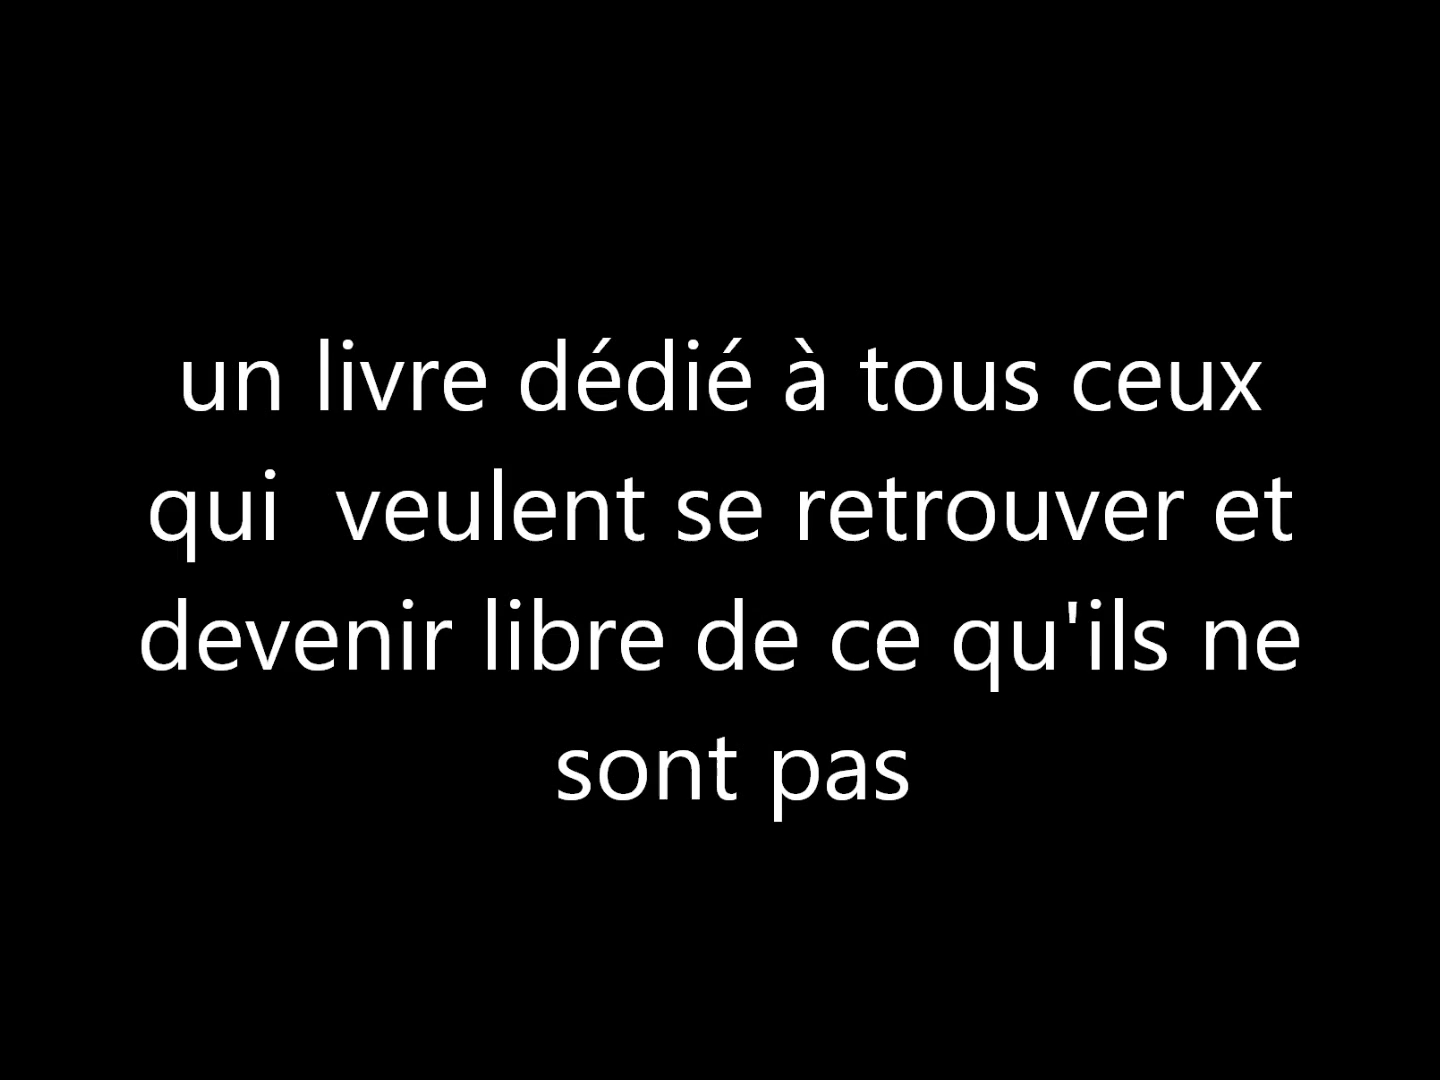 un livre dédié à tous ceux
qui  veulent se retrouver et
devenir libre de ce qu'ils ne
sont pas